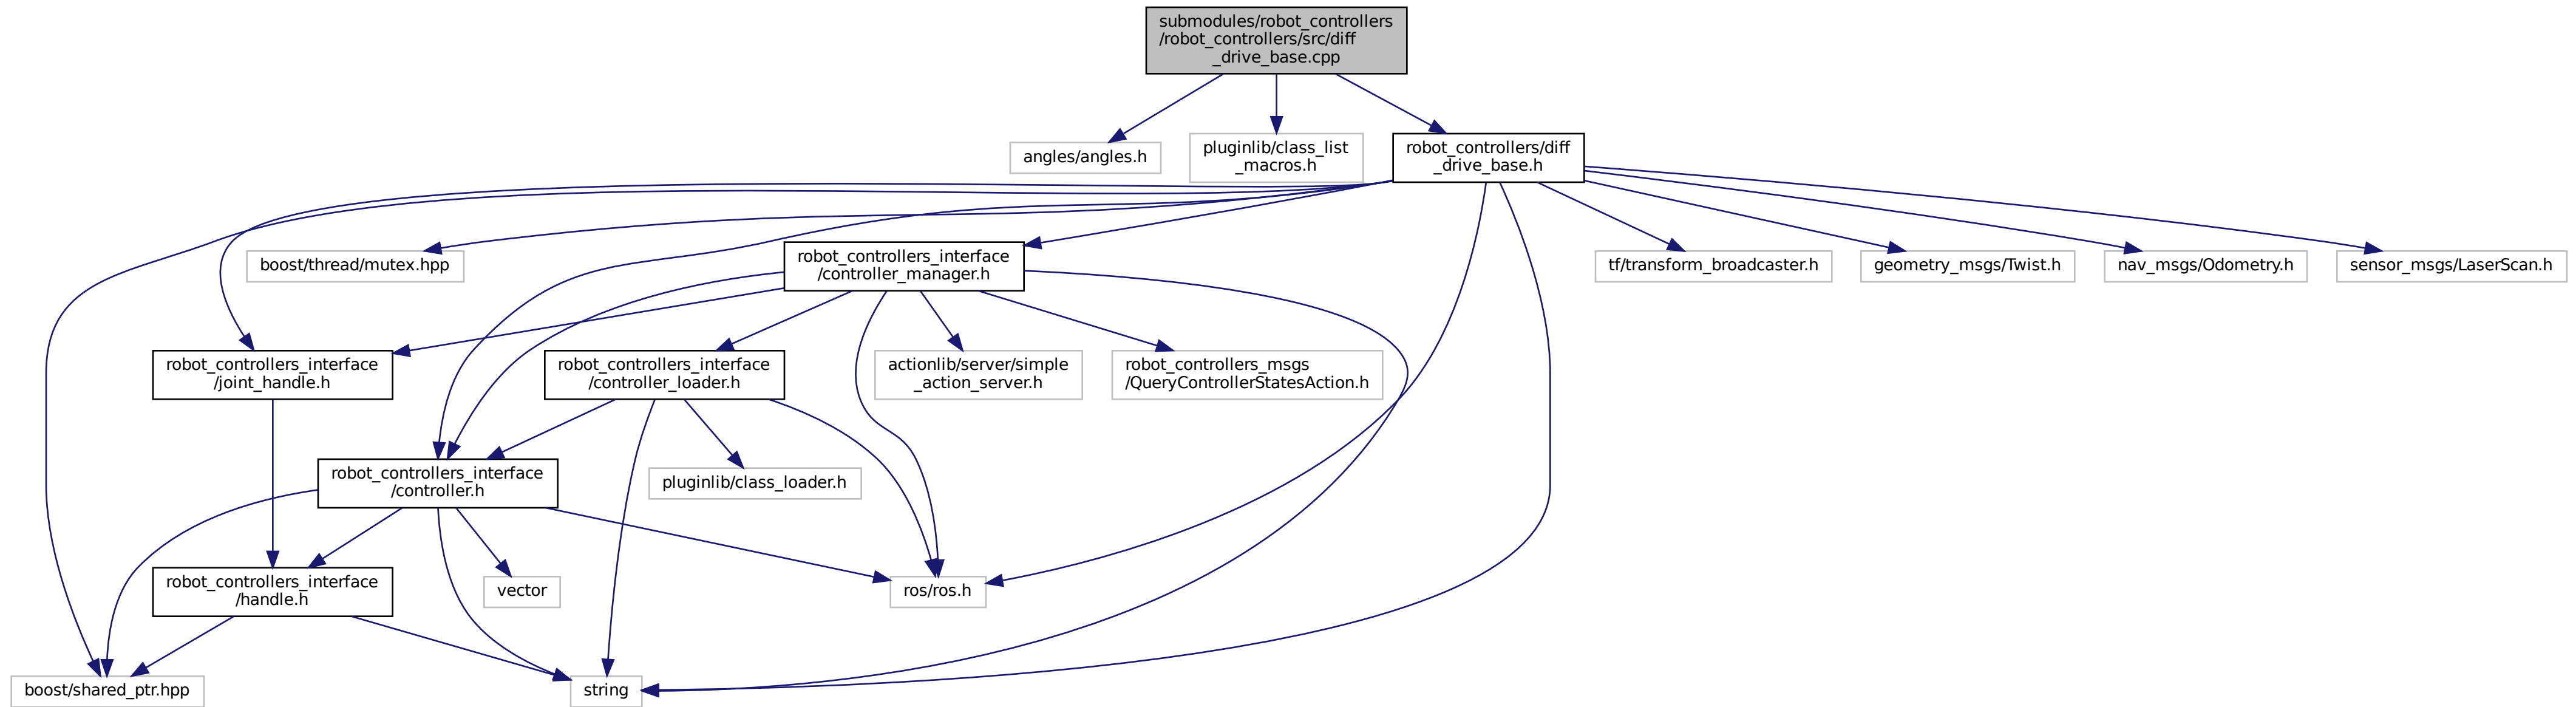 submodules/robot_controllers
/robot_controllers/src/diff
_drive_base.cpp
angles/angles.h
pluginlib/class_list
_macros.h
robot_controllers/diff
_drive_base.h
boost/thread/mutex.hpp
robot_controllers_interface
/controller_manager.h
tf/transform_broadcaster.h
geometry_msgs/Twist.h
nav_msgs/Odometry.h
sensor_msgs/LaserScan.h
robot_controllers_interface
/joint_handle.h
robot_controllers_interface
/controller_loader.h
actionlib/server/simple
_action_server.h
robot_controllers_msgs
/QueryControllerStatesAction.h
robot_controllers_interface
/controller.h
pluginlib/class_loader.h
robot_controllers_interface
/handle.h
vector
ros/ros.h
boost/shared_ptr.hpp
string